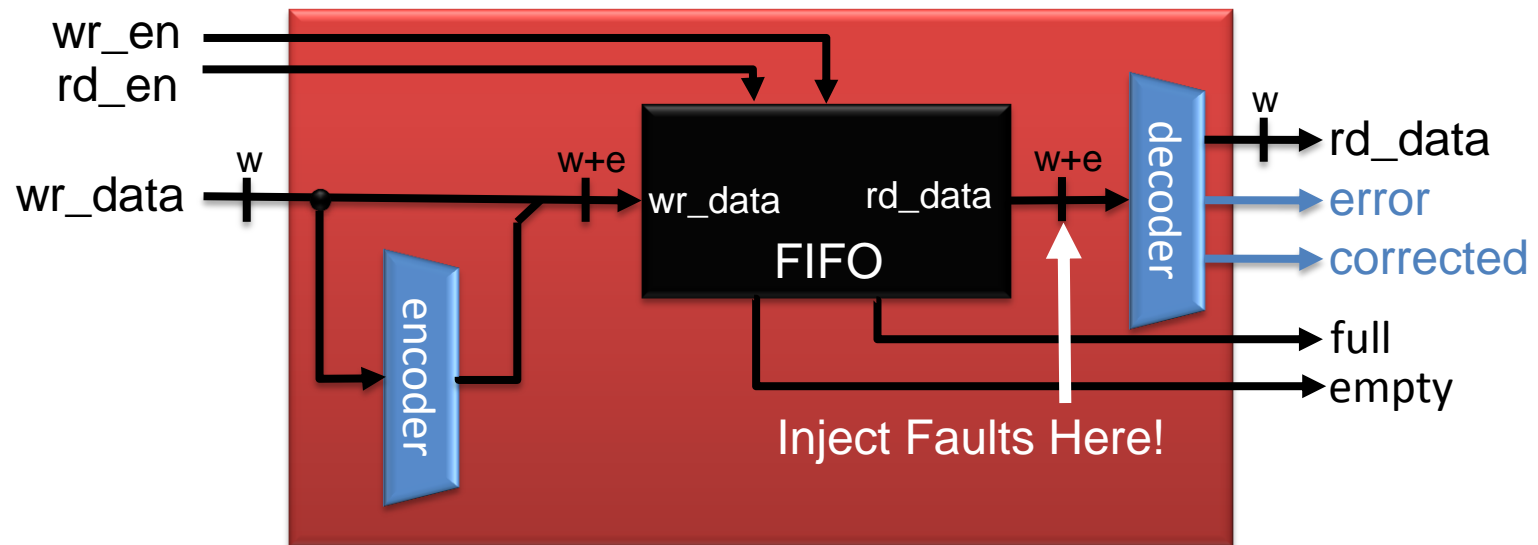 wr_en
rd_en
wr_data
w
encoder
w+e
wr_data
rd_data
FIFO
w+e
decoder
w
rd_data
error
corrected
full
empty
Inject Faults Here!